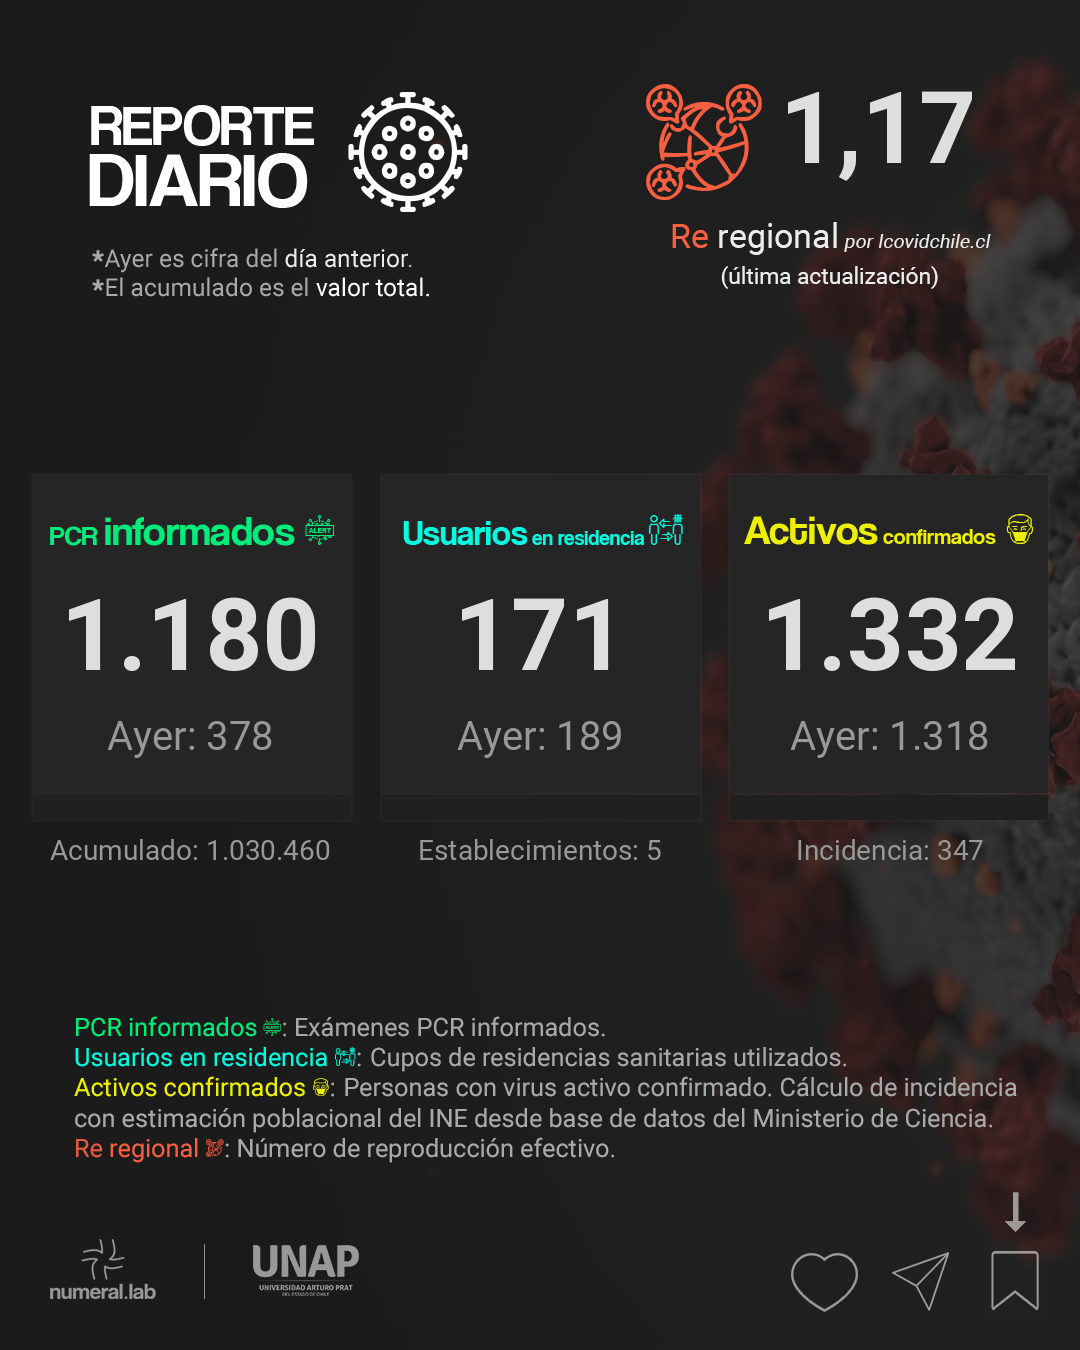 REPORTE
DIARIO
*Ayer es cifra del día anterior.
*El acumulado es el valor total.
1,17
Re regional por Icovidchile.cl
(última actualización)
PCR informados ALERT
1.180
Ayer: 378
Acumulado: 1.030.460
Usuarios en residencia
171
Ayer: 189
Establecimientos: 5
Activos confirmados
1.332
Ayer: 1.318
Incidencia: 347
PCR informados ALERT: Exámenes PCR informados.
Usuarios en residencia : Cupos de residencias sanitarias utilizados.
Activos confirmados : Personas con virus activo confirmado. Cálculo de incidencia
con estimación poblacional del INE desde base de datos del Ministerio de Ciencia.
Re regional : Número de reproducción efectivo.
numeral.lab
UNAP
UNIVERSIDAD ARTURO PRAT
DEL ESTADO DE CHILE